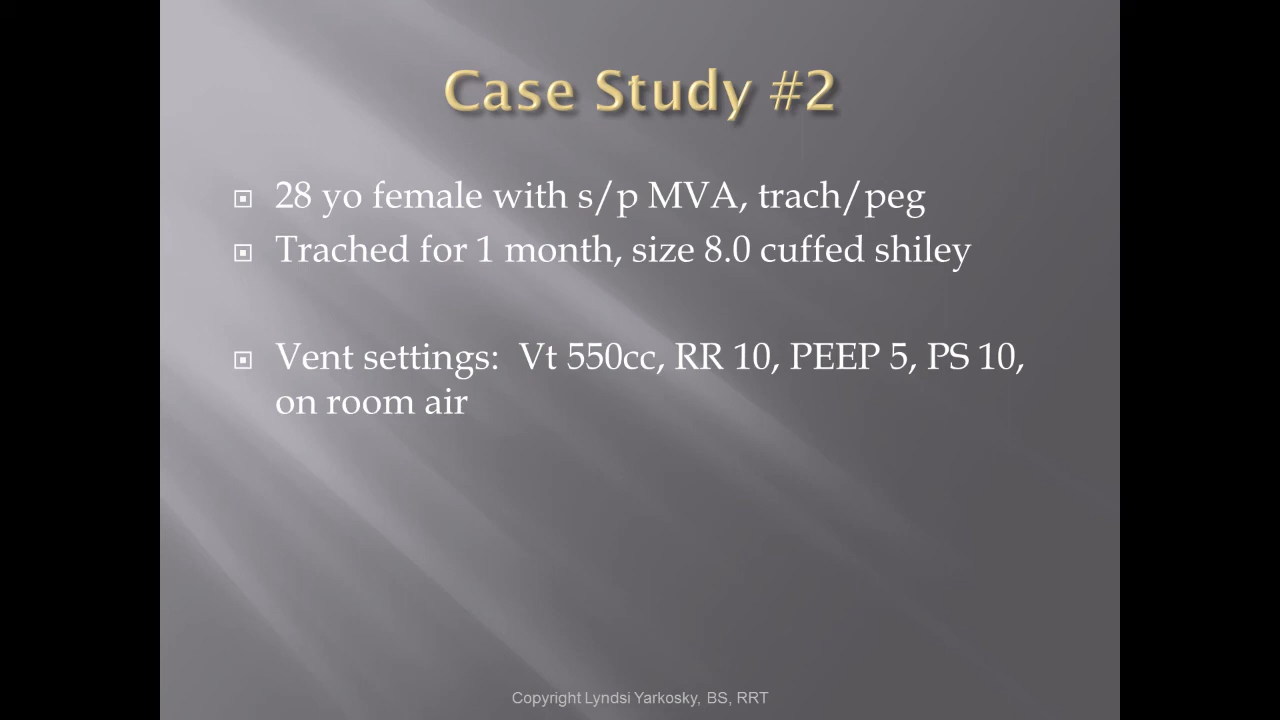 Case Study #2
28 yo female with s/p MVA, trach/peg
Trached for 1 month, size 8.0 cuffed shiley
Vent settings:  Vt 550cc, RR 10, PEEP 5, PS 10,
on room air
Copyright Lyndsi Yarkosky, BS, RRT